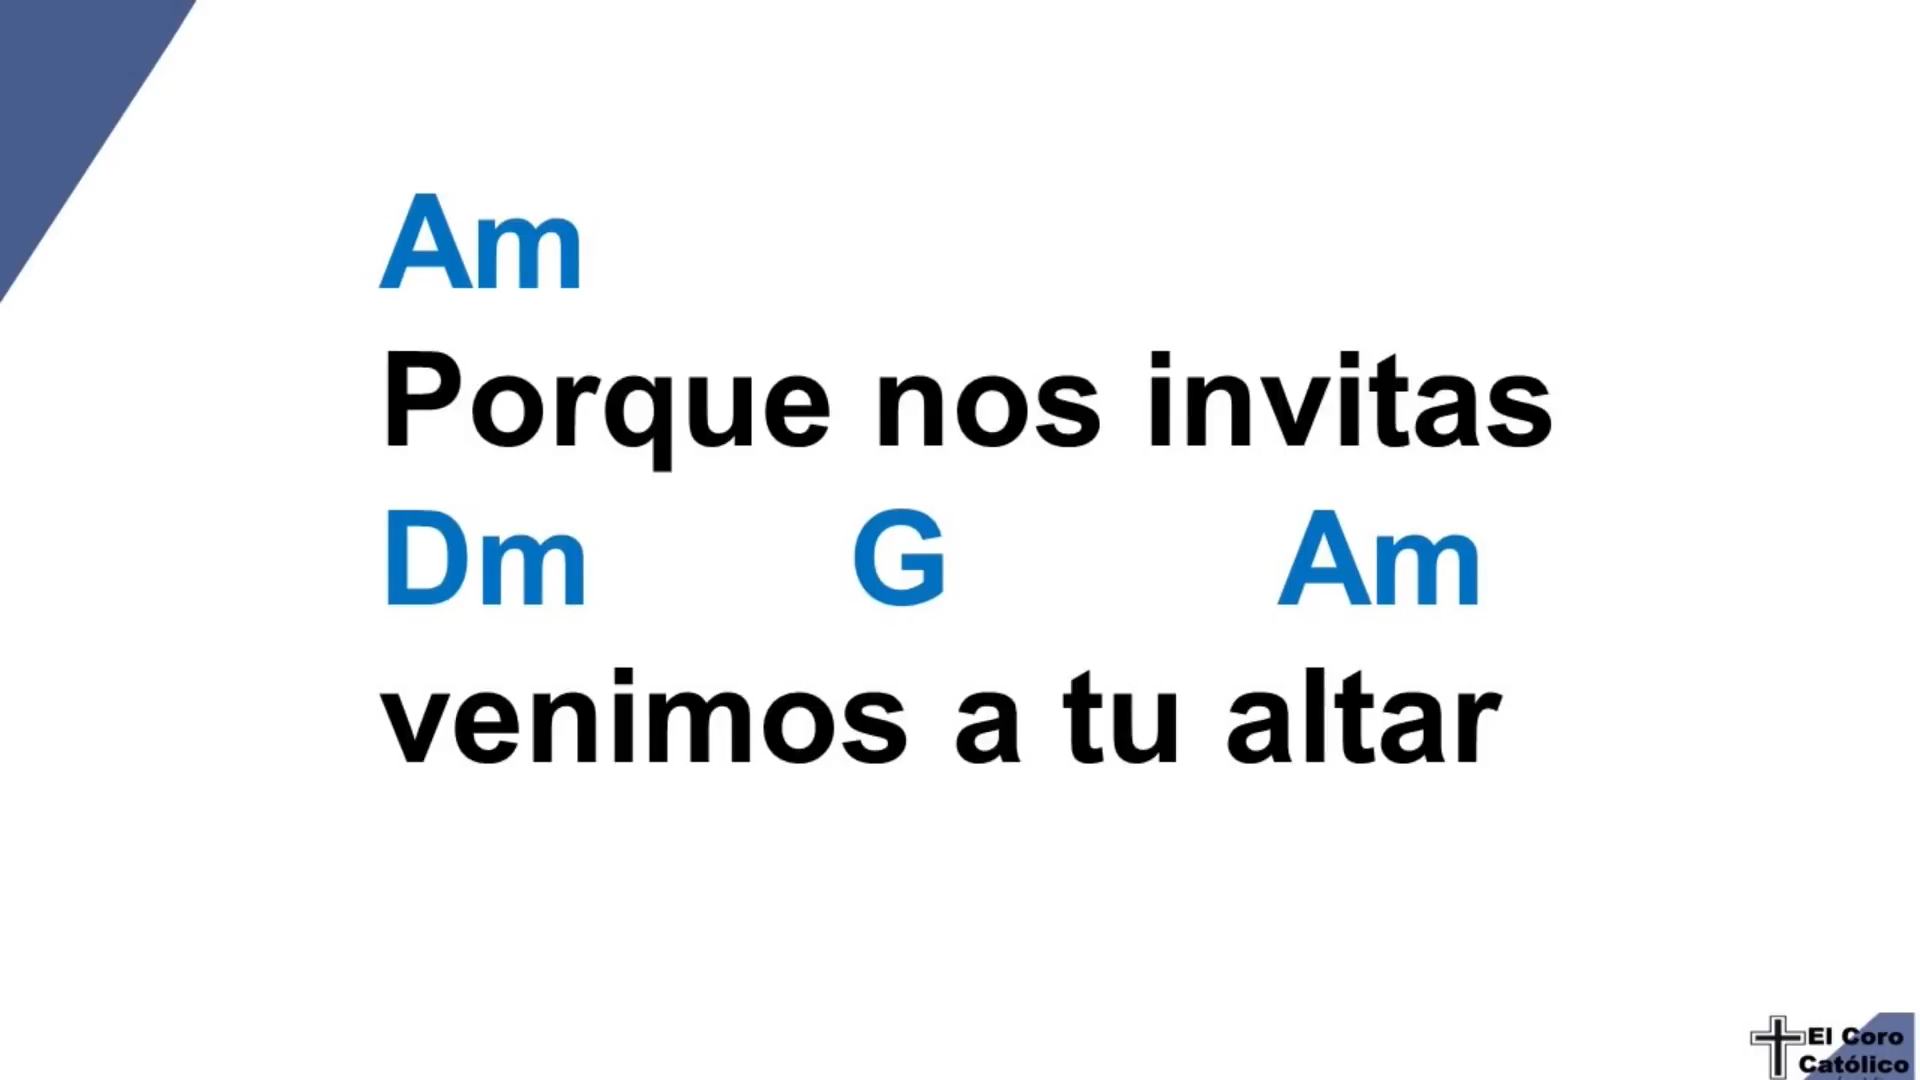 Am
Porque nos invitas
Dm G Am
venimos a tu altar
El Coro
Católico